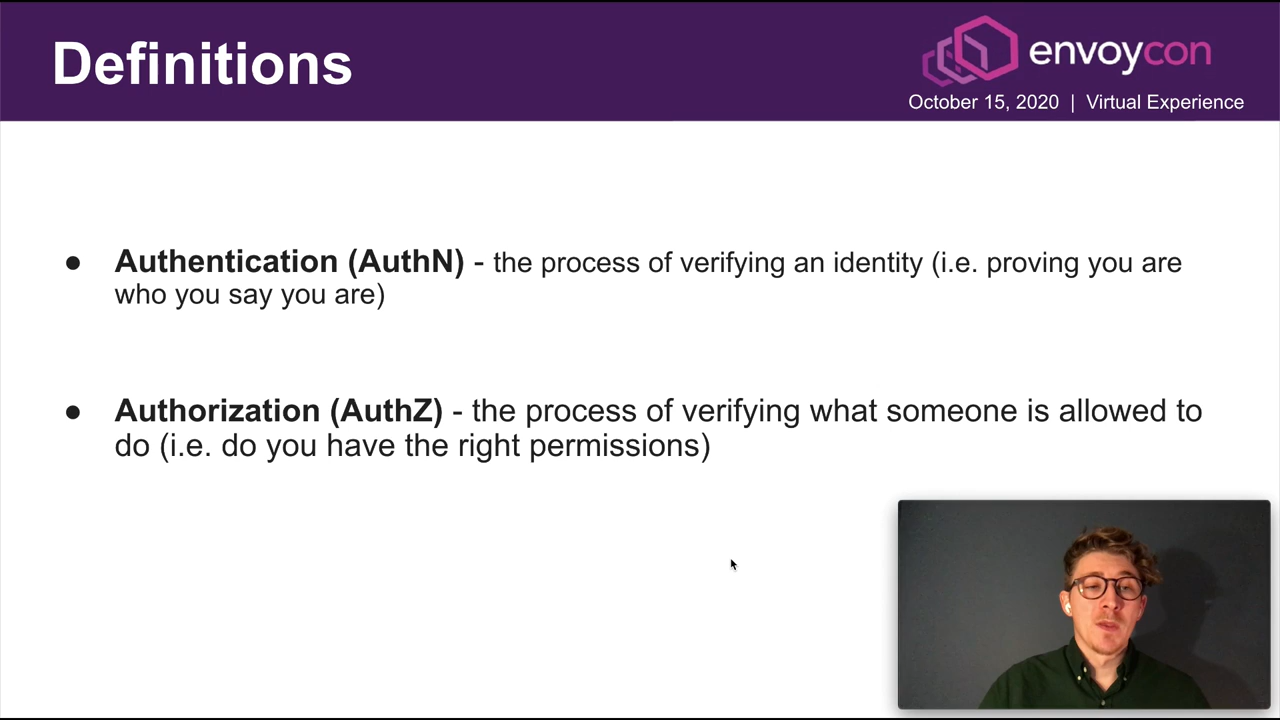 Definitions
envoycon
October 15, 2020 | Virtual Experience
● Authentication (AuthN) - the process of verifying an identity (i.e. proving you are
who you say you are)
● Authorization (AuthZ) - the process of verifying what someone is allowed to
do (i.e. do you have the right permissions)